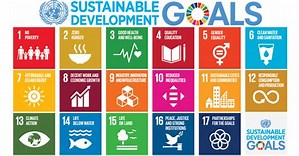 SUSTAINABLE
DEVELOPMENT
GOALS
1 NO
POVERTY
2 ZERO
HUNGER
3 GOOD HEALTH
AND WELL-BEING
4 QUALITY
EDUCATION
5 GENDER
EQUALITY
6 CLEAN WATER
AND SANITATION
7 AFFORDABLE AND
CLEAN ENERGY
8 DECENT WORK AND
ECONOMIC GROWTH
9 INDUSTRY, INNOVATION
AND INFRASTRUCTURE
10 REDUCED
INEQUALITIES
11 SUSTAINABLE CITIES
AND COMMUNITIES
12 RESPONSIBLE
CONSUMPTION
AND PRODUCTION
13 CLIMATE
ACTION
14 LIFE
BELOW WATER
15 LIFE
ON LAND
16 PEACE, JUSTICE
AND STRONG
INSTITUTIONS
17 PARTNERSHIPS
FOR THE GOALS
SUSTAINABLE
DEVELOPMENT
GOALS